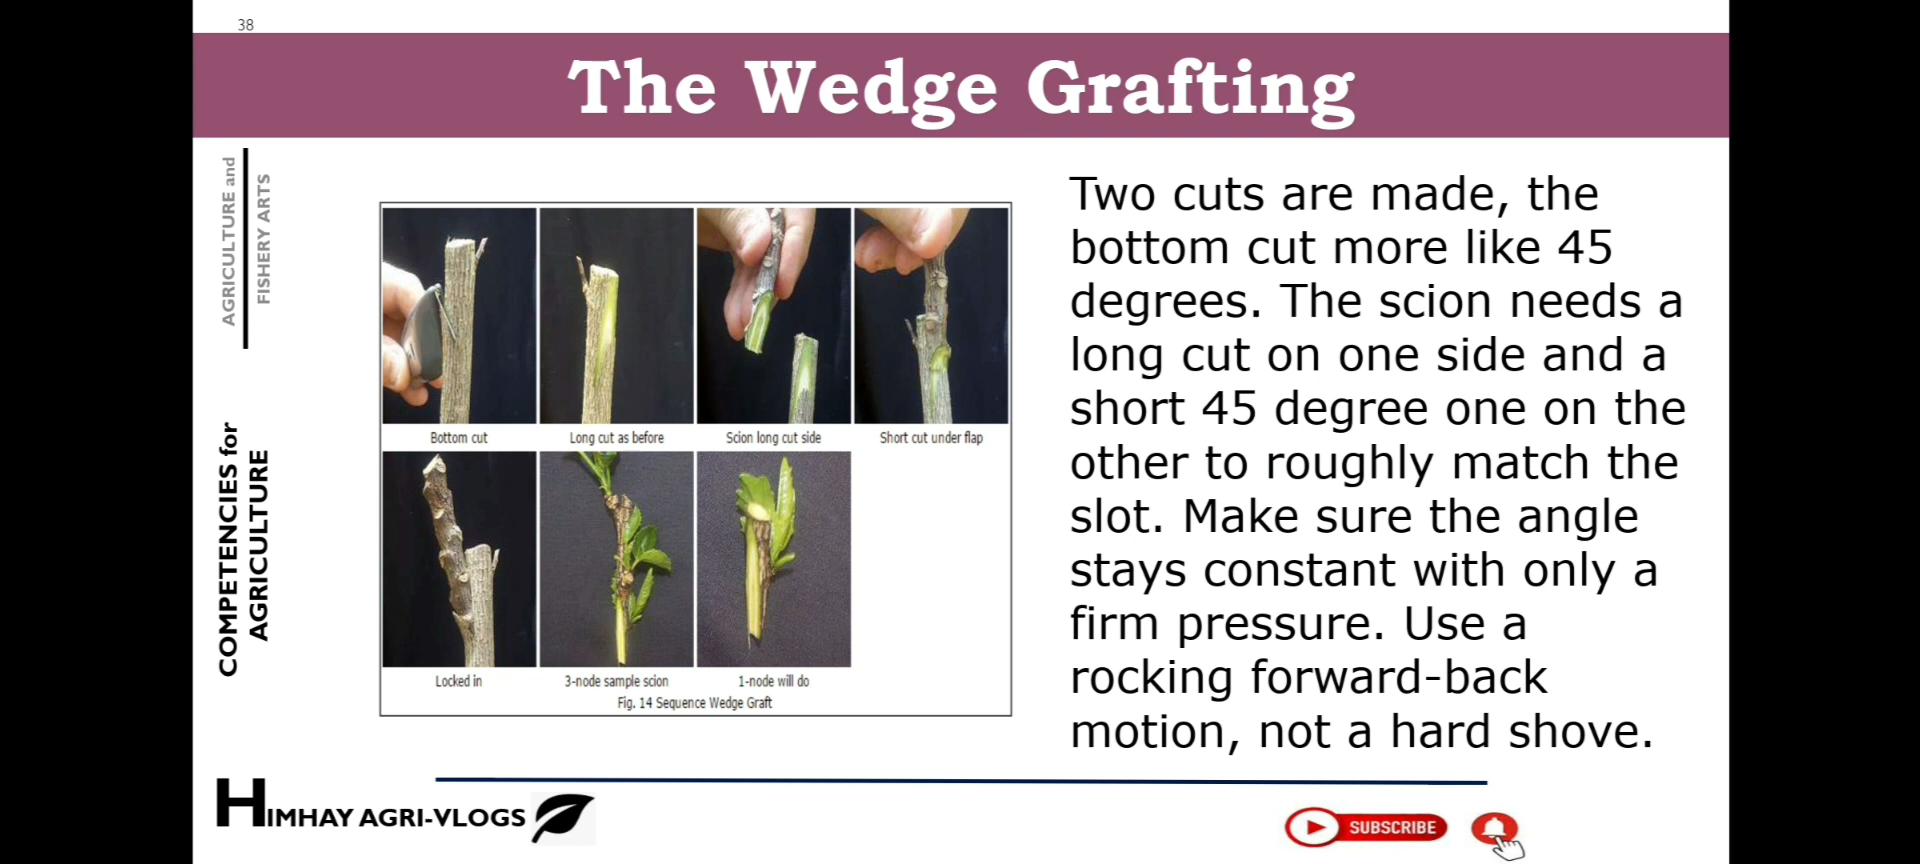 38
The Wedge Grafting
AGRICULTURE and
FISHERY ARTS
COMPETENCIES for
AGRICULTURE
Bottom cut
Long cut as before
Scion long cut side
Short cut under flap
Locked in
3-node sample scion
1-node will do
Fig. 14 Sequence Wedge Graft
Two cuts are made, the
bottom cut more like 45
degrees. The scion needs a
long cut on one side and a
short 45 degree one on the
other to roughly match the
slot. Make sure the angle
stays constant with only a
firm pressure. Use a
rocking forward-back
motion, not a hard shove.
HIMHAY AGRI-VLOGS
SUBSCRIBE